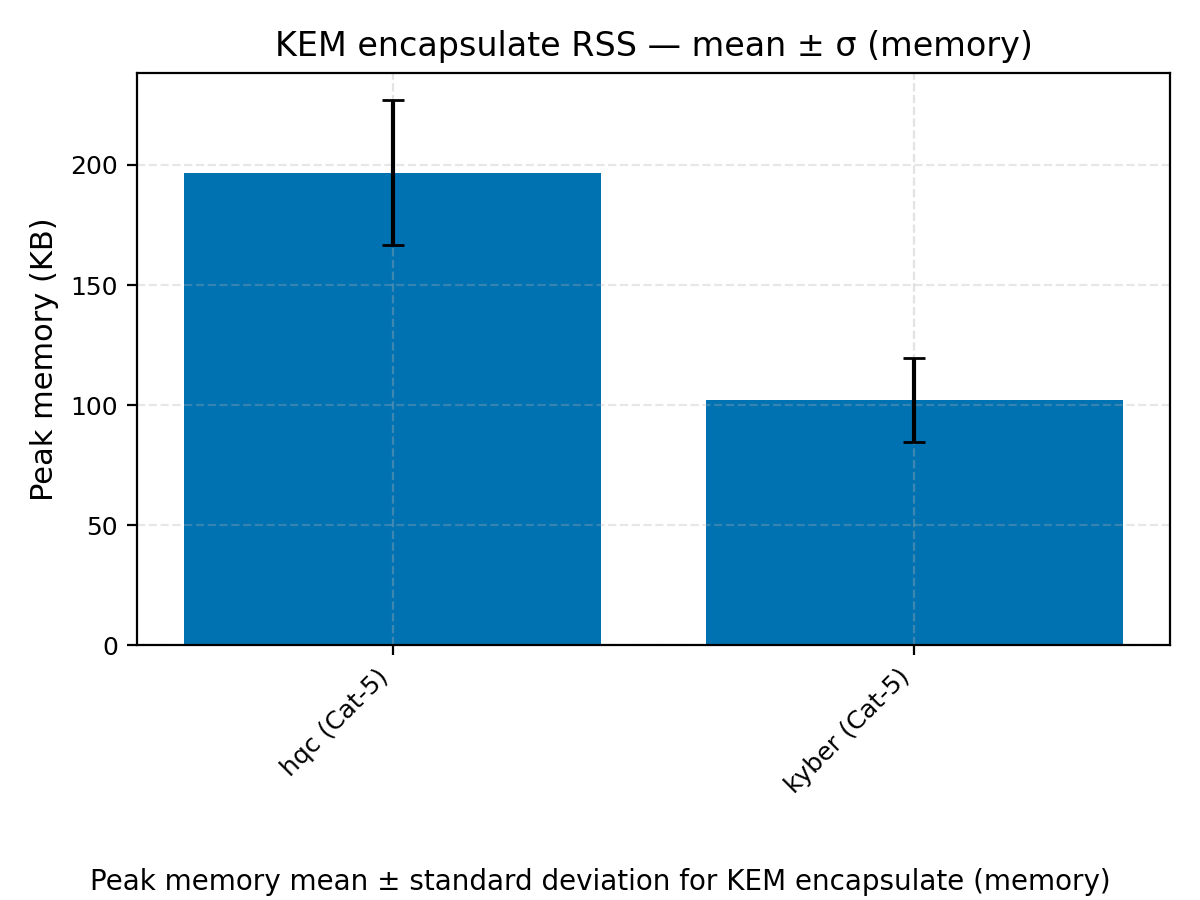 KEM encapsulate RSS — mean ± σ (memory)
Peak memory (KB)
200
150
100
50
0
hqc (Cat-5)
kyber (Cat-5)
Peak memory mean ± standard deviation for KEM encapsulate (memory)